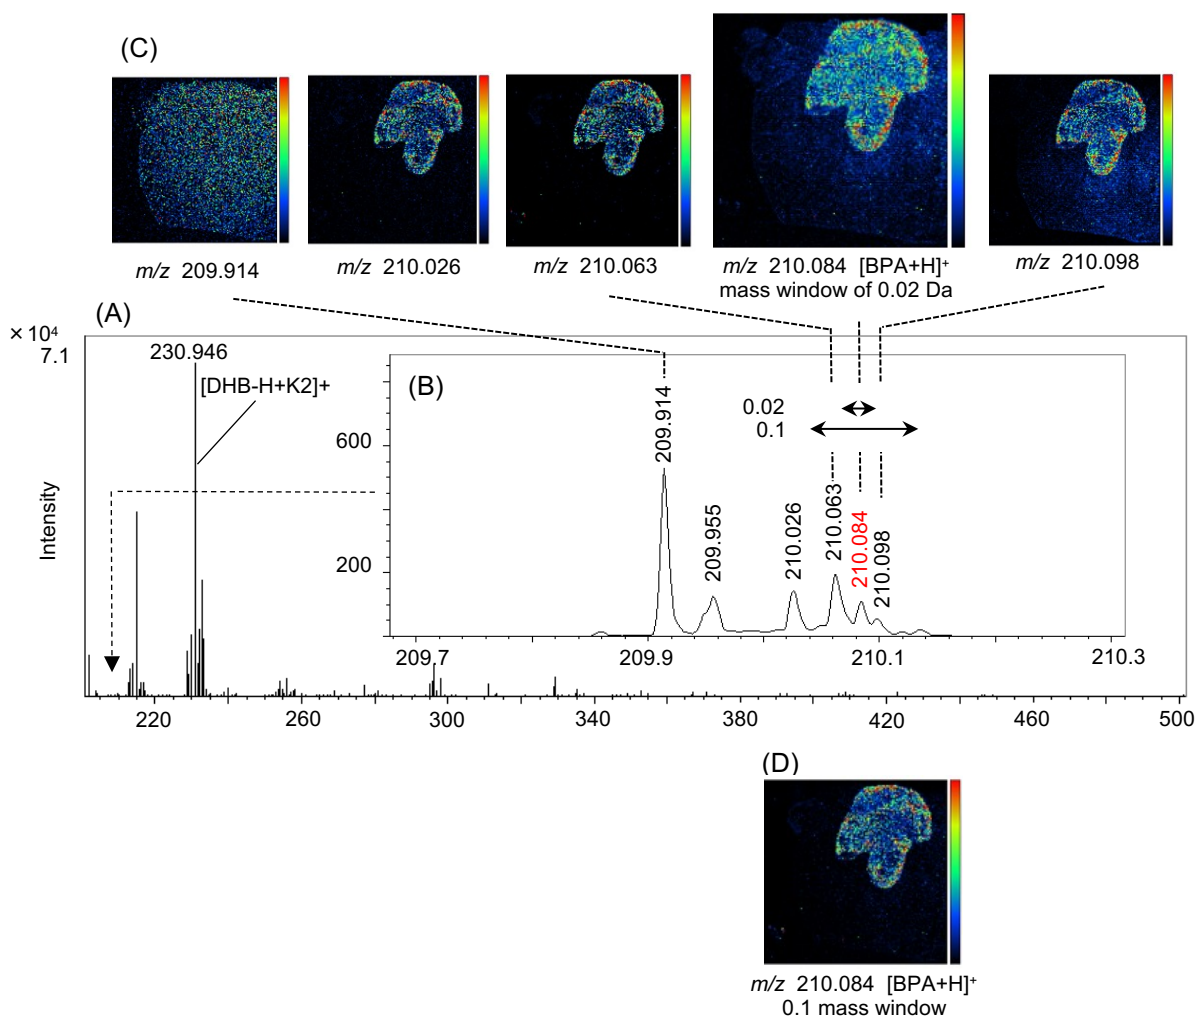 (C)
m/z 209.914
m/z 210.026
m/z 210.063
m/z 210.084 [BPA+H]⁺
mass window of 0.02 Da
m/z 210.098
(A)
× 10⁴
7.1
230.946
[DHB-H+K2]+
Intensity
(B)
600
200
0.02
0.1
209.914
209.955
210.026
210.063
210.084
210.098
209.7
209.9
210.1
210.3
220
260
300
340
380
420
460
500
(D)
m/z 210.084 [BPA+H]⁺
0.1 mass window